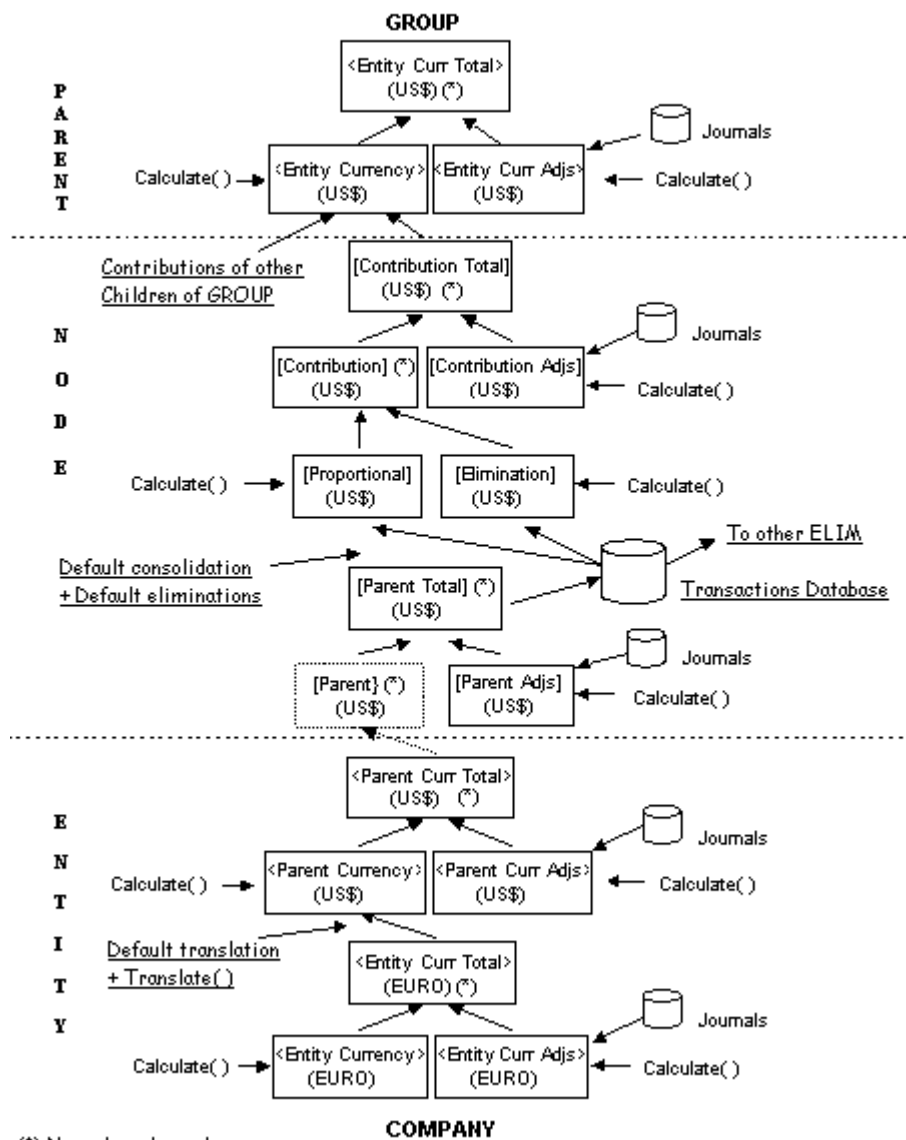 GROUP
<Entity Curr Total>
(US$) (*)
PARENT
Journals
Calculate( )
<Entity Currency>
(US$)
<Entity Curr Adjs>
(US$)
Calculate( )
Contributions of other
Children of GROUP
[Contribution Total]
(US$) (*)
NODE
Journals
[Contribution] (*)
(US$)
[Contribution Adjs]
(US$)
Calculate( )
Calculate( )
[Proportional]
(US$)
[Elimination]
(US$)
Calculate( )
To other ELIM
Default consolidation
+ Default eliminations
[Parent Total] (*)
(US$)
Transactions Database
Journals
[Parent} (*)
(US$)
[Parent Adjs]
(US$)
Calculate( )
<Parent Curr Total>
(US$) (*)
ENTITY
Journals
Calculate( )
<Parent Currency>
(US$)
<Parent Curr Adjs>
(US$)
Calculate( )
Default translation
+ Translate()
<Entity Curr Total>
(EURO) (*)
Journals
Calculate( )
<Entity Currency>
(EURO)
<Entity Curr Adjs>
(EURO)
Calculate( )
COMPANY